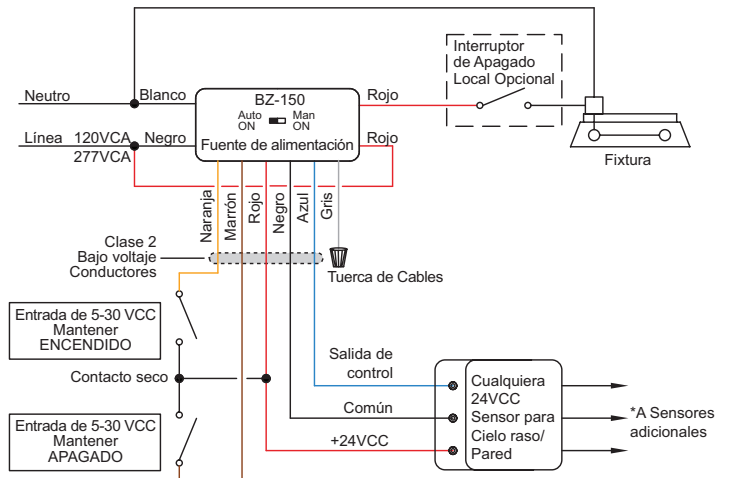 Interruptor
de Apagado
Local Opcional
Neutro
Blanco
BZ-150
Rojo
Auto
ON
Man
ON
Línea
120VCA
277VCA
Negro
Fuente de alimentación
Rojo
Fixtura
Naranja
Marrón
Rojo
Negro
Azul
Gris
Clase 2
Bajo voltaje
Conductores
Tuerca de Cables
Entrada de 5-30 VCC
Mantener
ENCENDIDO
Contacto seco
Entrada de 5-30 VCC
Mantener
APAGADO
Salida de
control
Común
+24VCC
Cualquiera
24VCC
Sensor para
Cielo raso/
Pared
*A Sensores
adicionales